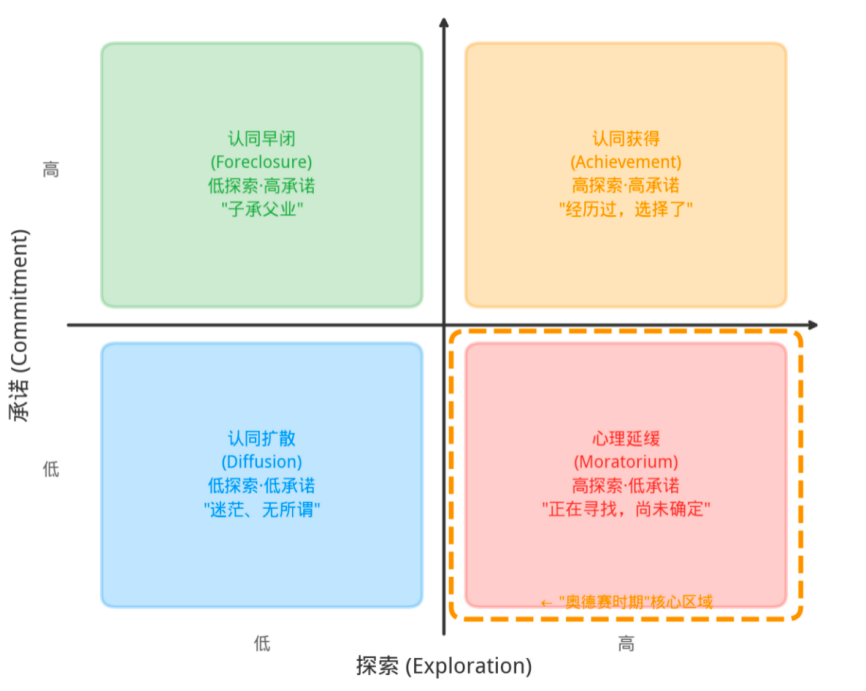 认同早闭
(Foreclosure)
低探索·高承诺
"子承父业"
认同获得
(Achievement)
高探索·高承诺
"经历过，选择了"
高
承诺 (Commitment)
认同扩散
(Diffusion)
低探索·低承诺
"迷茫、无所谓"
心理延缓
(Moratorium)
高探索·低承诺
"正在寻找，尚未确定"
低
← "奥德赛时期"核心区域
低
高
探索 (Exploration)